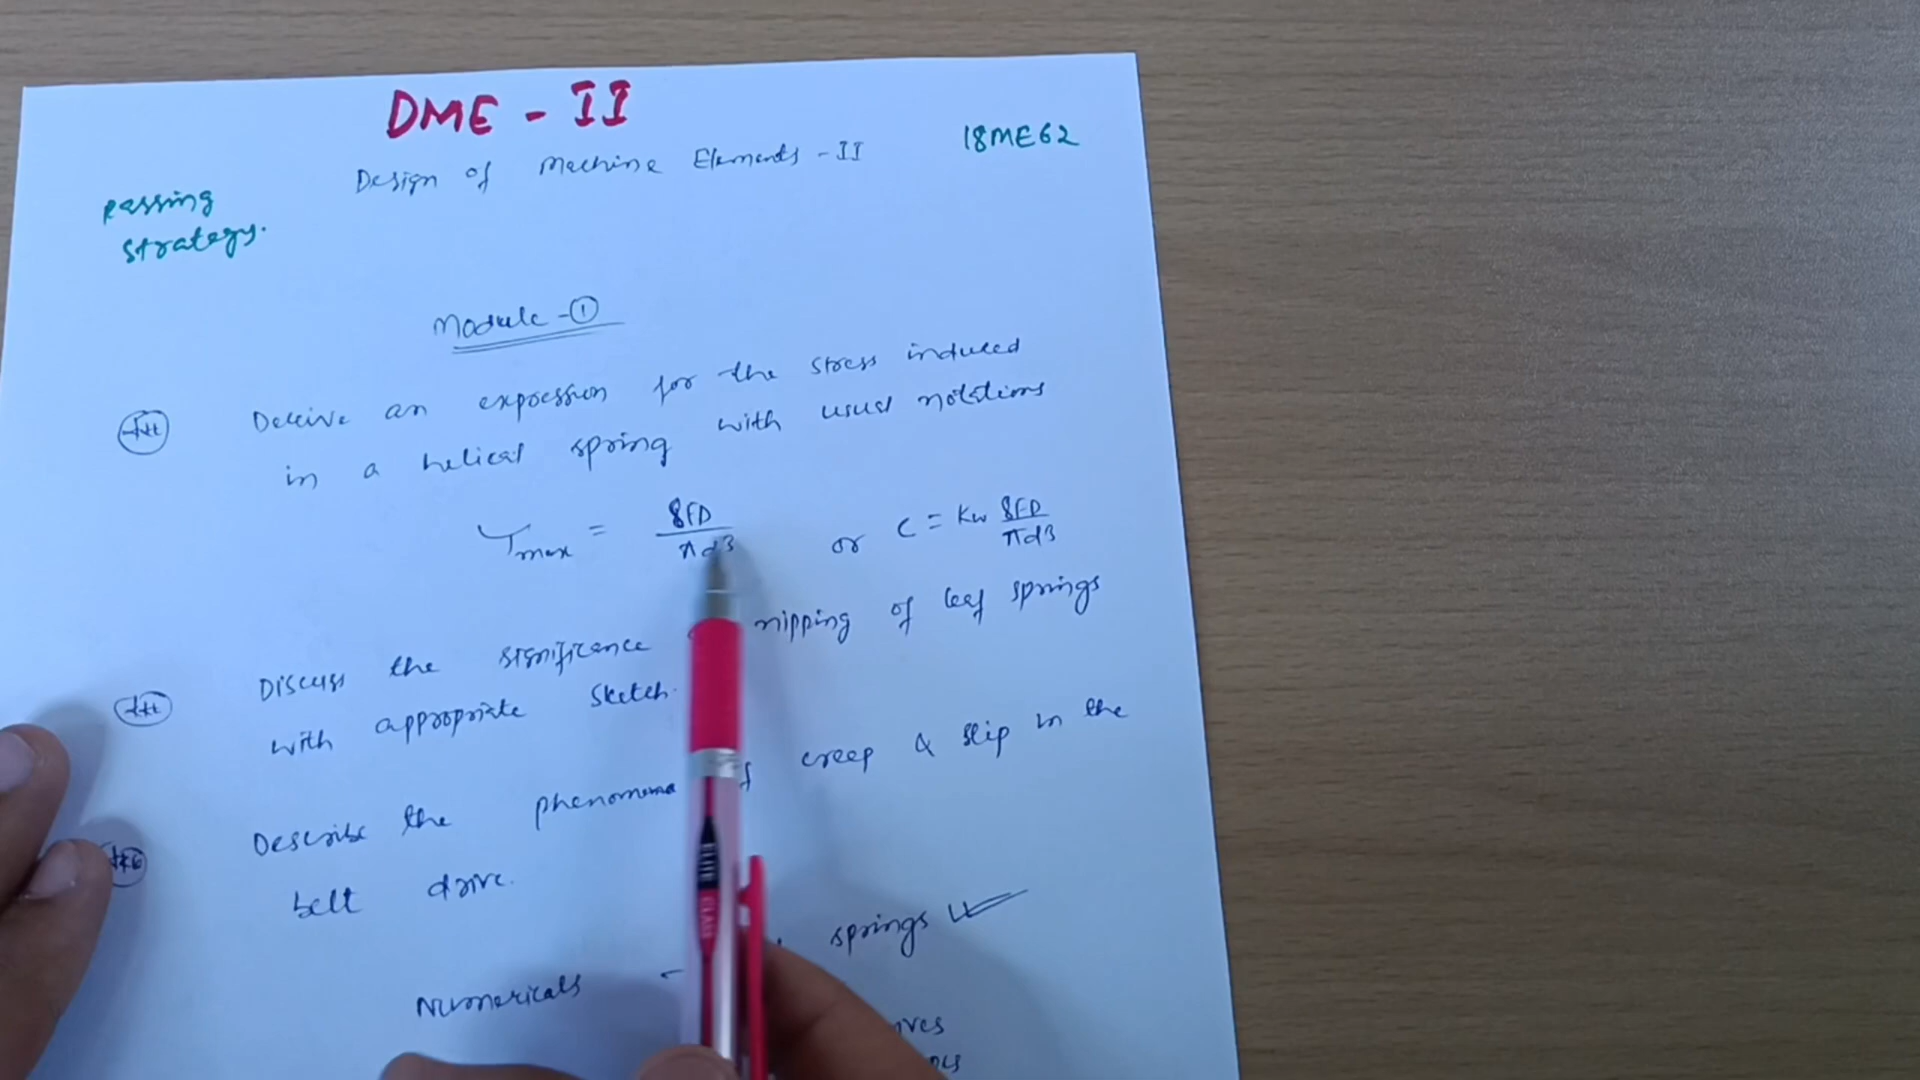 DME - II
Design of Machine Elements - II
18ME62
passing
strategy.
Module - ①
Derive an expression for the stress induced
in a helical spring with usual notations
τmax = 8FD/πd3 or C = Kw 8FD/πd3
Discuss the significance nipping of leaf springs
with appropriate sketch.
Describe the phenomena creep & slip in the
belt drive.
Numericals - springs
ELITE